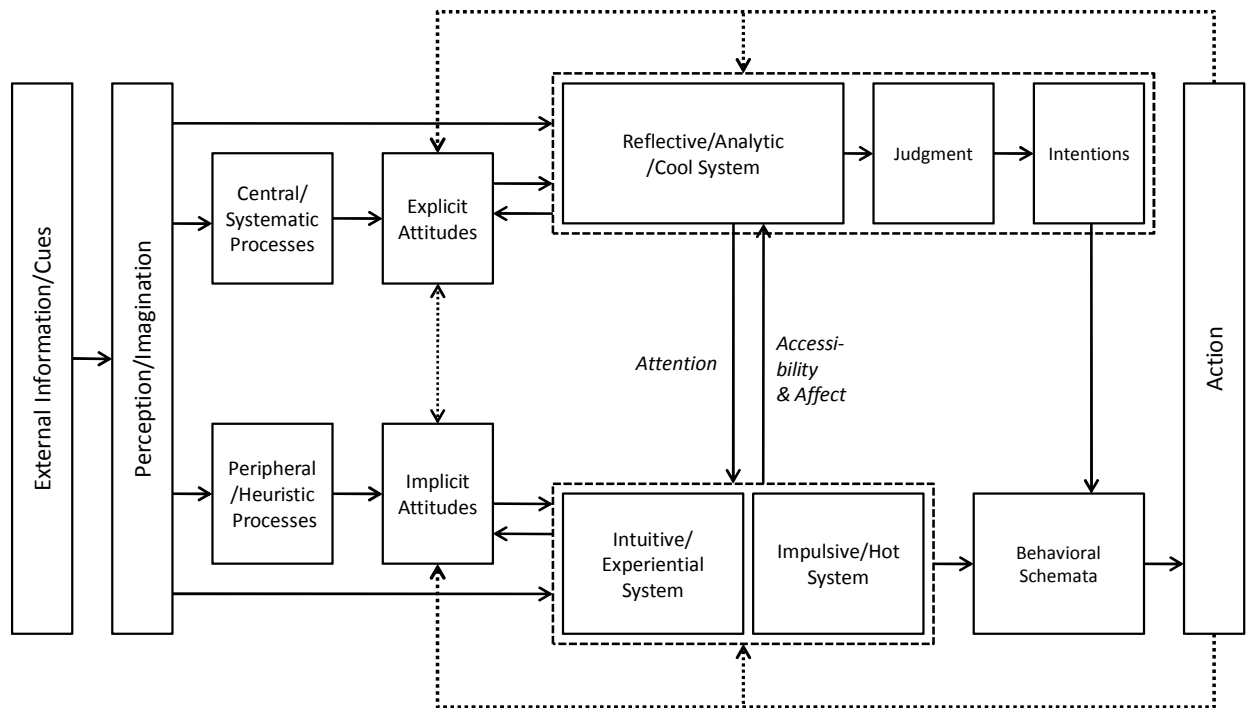 External Information/Cues
Perception/Imagination
Central/
Systematic
Processes
Explicit
Attitudes
Reflective/Analytic
/Cool System
Judgment
Intentions
Attention
Accessi-
bility
& Affect
Peripheral
/Heuristic
Processes
Implicit
Attitudes
Intuitive/
Experiential
System
Impulsive/Hot
System
Behavioral
Schemata
Action